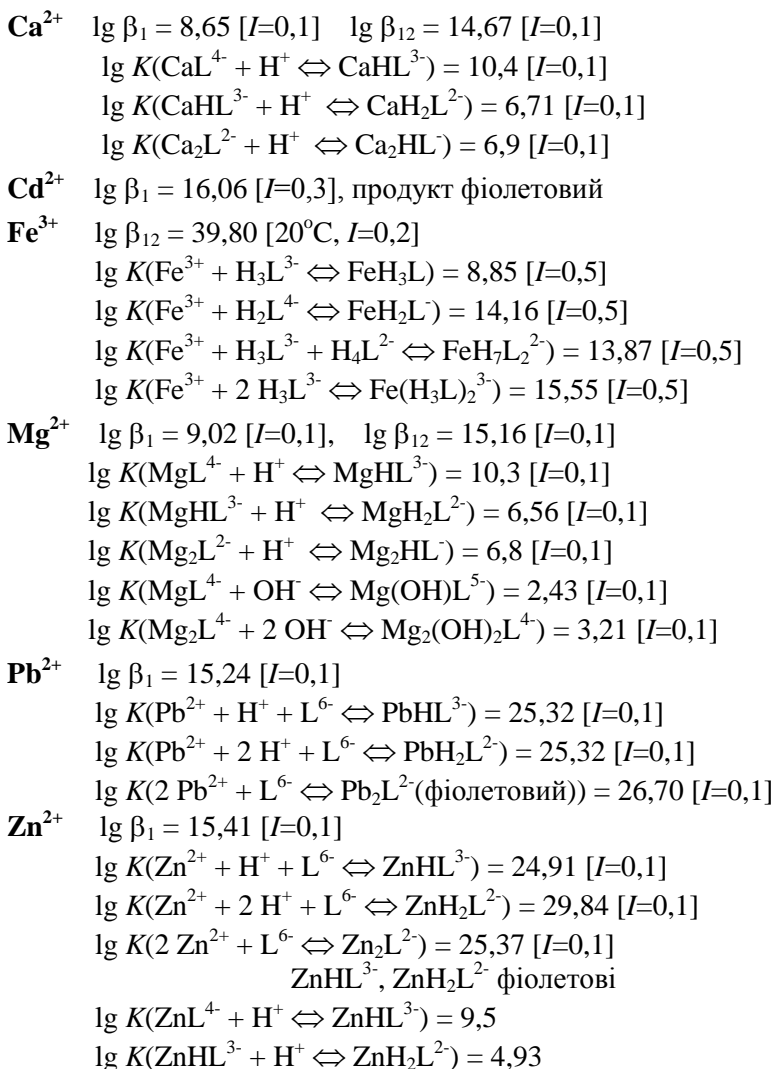 Ca²⁺ lg β₁ = 8,65 [I=0,1] lg β₁₂ = 14,67 [I=0,1]
lg K(CaL⁴⁻ + H⁺ ⇔ CaHL³⁻) = 10,4 [I=0,1]
lg K(CaHL³⁻ + H⁺ ⇔ CaH₂L²⁻) = 6,71 [I=0,1]
lg K(Ca₂L²⁻ + H⁺ ⇔ Ca₂HL⁻) = 6,9 [I=0,1]
Cd²⁺ lg β₁ = 16,06 [I=0,3], продукт фіолетовий
Fe³⁺ lg β₁₂ = 39,80 [20°C, I=0,2]
lg K(Fe³⁺ + H₃L³⁻ ⇔ FeH₃L) = 8,85 [I=0,5]
lg K(Fe³⁺ + H₂L⁴⁻ ⇔ FeH₂L⁻) = 14,16 [I=0,5]
lg K(Fe³⁺ + H₃L³⁻ + H₄L²⁻ ⇔ FeH₇L₂²⁻) = 13,87 [I=0,5]
lg K(Fe³⁺ + 2 H₃L³⁻ ⇔ Fe(H₃L)₂³⁻) = 15,55 [I=0,5]
Mg²⁺ lg β₁ = 9,02 [I=0,1], lg β₁₂ = 15,16 [I=0,1]
lg K(MgL⁴⁻ + H⁺ ⇔ MgHL³⁻) = 10,3 [I=0,1]
lg K(MgHL³⁻ + H⁺ ⇔ MgH₂L²⁻) = 6,56 [I=0,1]
lg K(Mg₂L²⁻ + H⁺ ⇔ Mg₂HL⁻) = 6,8 [I=0,1]
lg K(MgL⁴⁻ + OH⁻ ⇔ Mg(OH)L⁵⁻) = 2,43 [I=0,1]
lg K(Mg₂L⁴⁻ + 2 OH⁻ ⇔ Mg₂(OH)₂L⁴⁻) = 3,21 [I=0,1]
Pb²⁺ lg β₁ = 15,24 [I=0,1]
lg K(Pb²⁺ + H⁺ + L⁶⁻ ⇔ PbHL³⁻) = 25,32 [I=0,1]
lg K(Pb²⁺ + 2 H⁺ + L⁶⁻ ⇔ PbH₂L²⁻) = 25,32 [I=0,1]
lg K(2 Pb²⁺ + L⁶⁻ ⇔ Pb₂L²⁻(фіолетовий)) = 26,70 [I=0,1]
Zn²⁺ lg β₁ = 15,41 [I=0,1]
lg K(Zn²⁺ + H⁺ + L⁶⁻ ⇔ ZnHL³⁻) = 24,91 [I=0,1]
lg K(Zn²⁺ + 2 H⁺ + L⁶⁻ ⇔ ZnH₂L²⁻) = 29,84 [I=0,1]
lg K(2 Zn²⁺ + L⁶⁻ ⇔ Zn₂L²⁻) = 25,37 [I=0,1]
ZnHL³⁻, ZnH₂L²⁻ фіолетові
lg K(ZnL⁴⁻ + H⁺ ⇔ ZnHL³⁻) = 9,5
lg K(ZnHL³⁻ + H⁺ ⇔ ZnH₂L²⁻) = 4,93